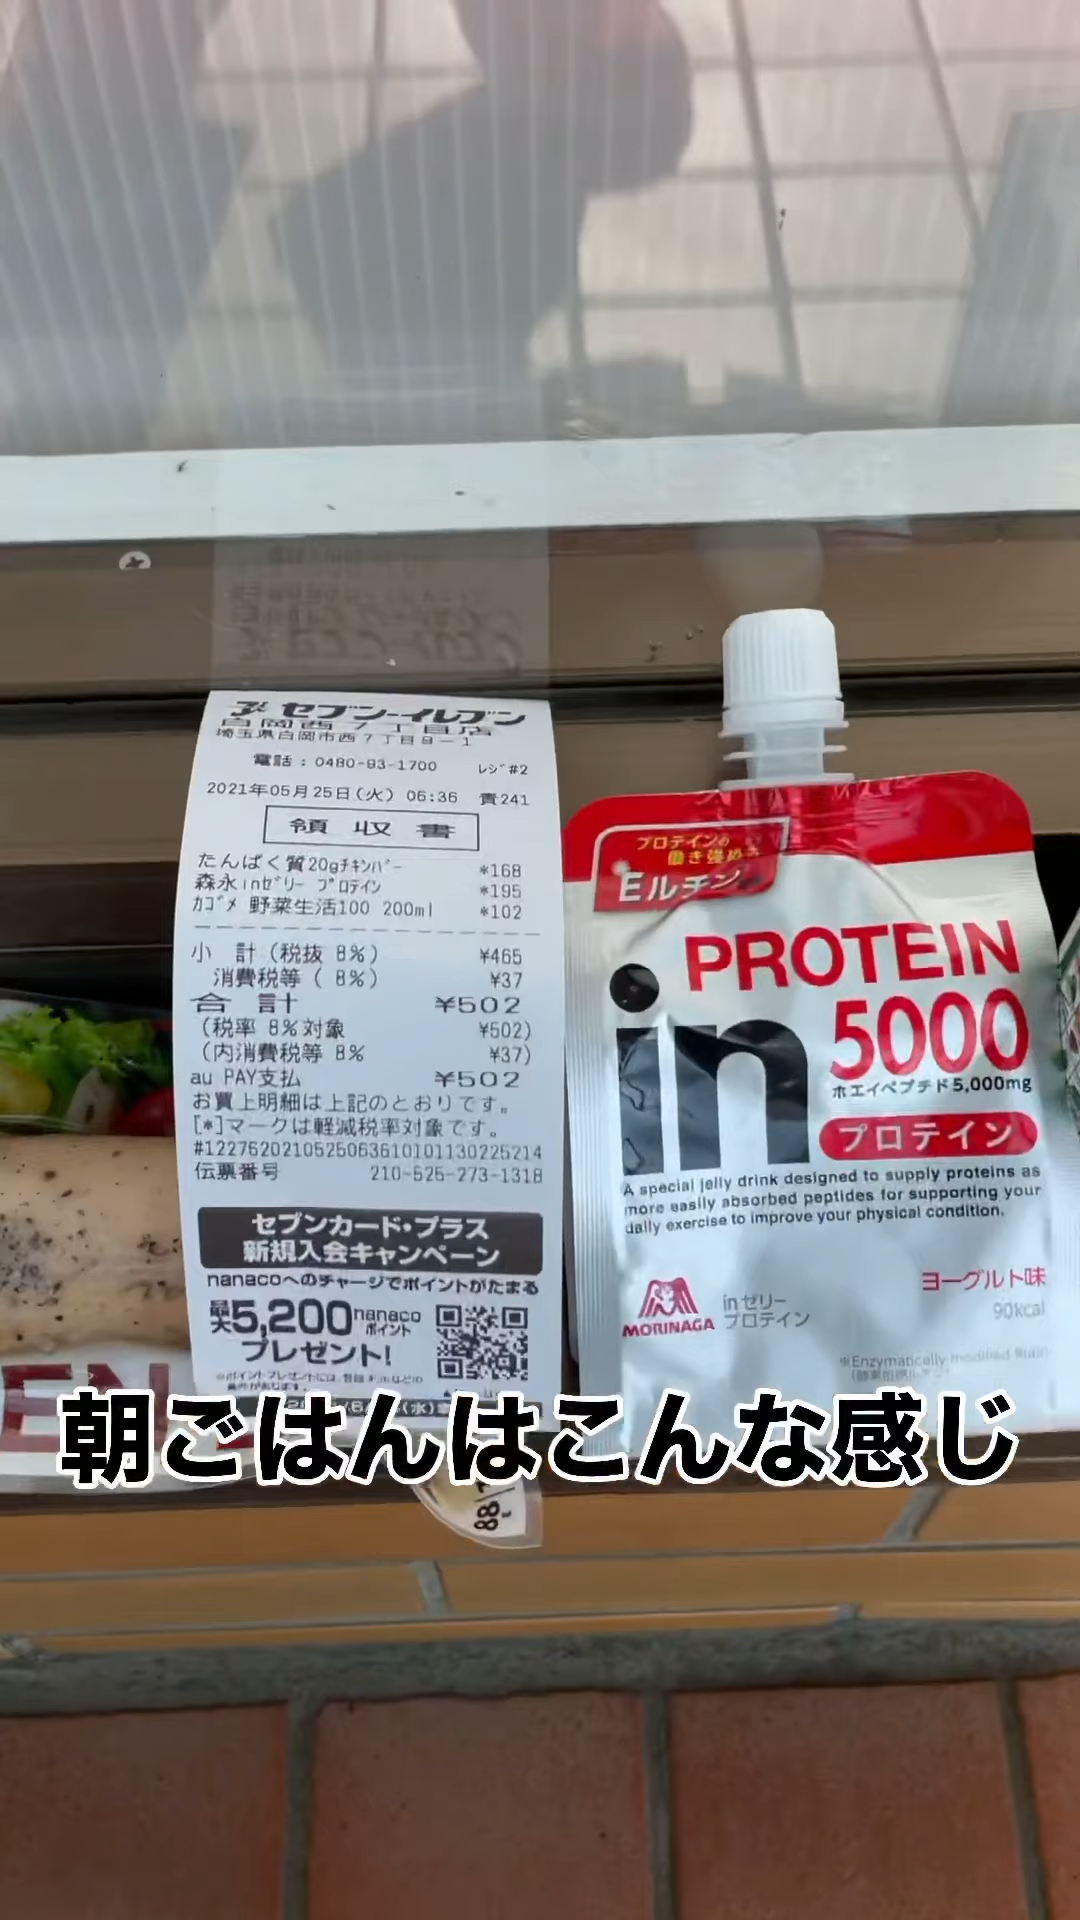 セブン-イレブン
白岡西7丁目店
埼玉県白岡市西7丁目9-1
電話:0480-93-1700 レジ#2
2021年05月25日(火) 06:36 責241
領収書
たんぱく質20gチキンバー *168
森永inゼリー プロテイン *195
カゴメ 野菜生活100 200ml *102
小 計(税抜 8%) ¥465
消費税等( 8%) ¥37
合 計 ¥502
(税率 8%対象 ¥502)
(内消費税等 8% ¥37)
au PAY支払 ¥502
お買上明細は上記のとおりです。
[*]マークは軽減税率対象です。
#122762021052506361010113022 5214
伝票番号 210-525-273-1318
セブンカード・プラス
新規入会キャンペーン
nanacoへのチャージでポイントがたまる
最大5,200nanacoポイント
プレゼント!
プロテインの
働き強める
Eルチン
PROTEIN
in
5000
ホエイペプチド5,000mg
プロテイン
A special jelly drink designed to supply proteins as
more easily absorbed peptides for supporting your
daily exercise to improve your physical condition.
ヨーグルト味
90kcal
MORINAGA
inゼリー
プロテイン
※Enzymatically modified Rutin
EN
朝ごはんはこんな感じ
88